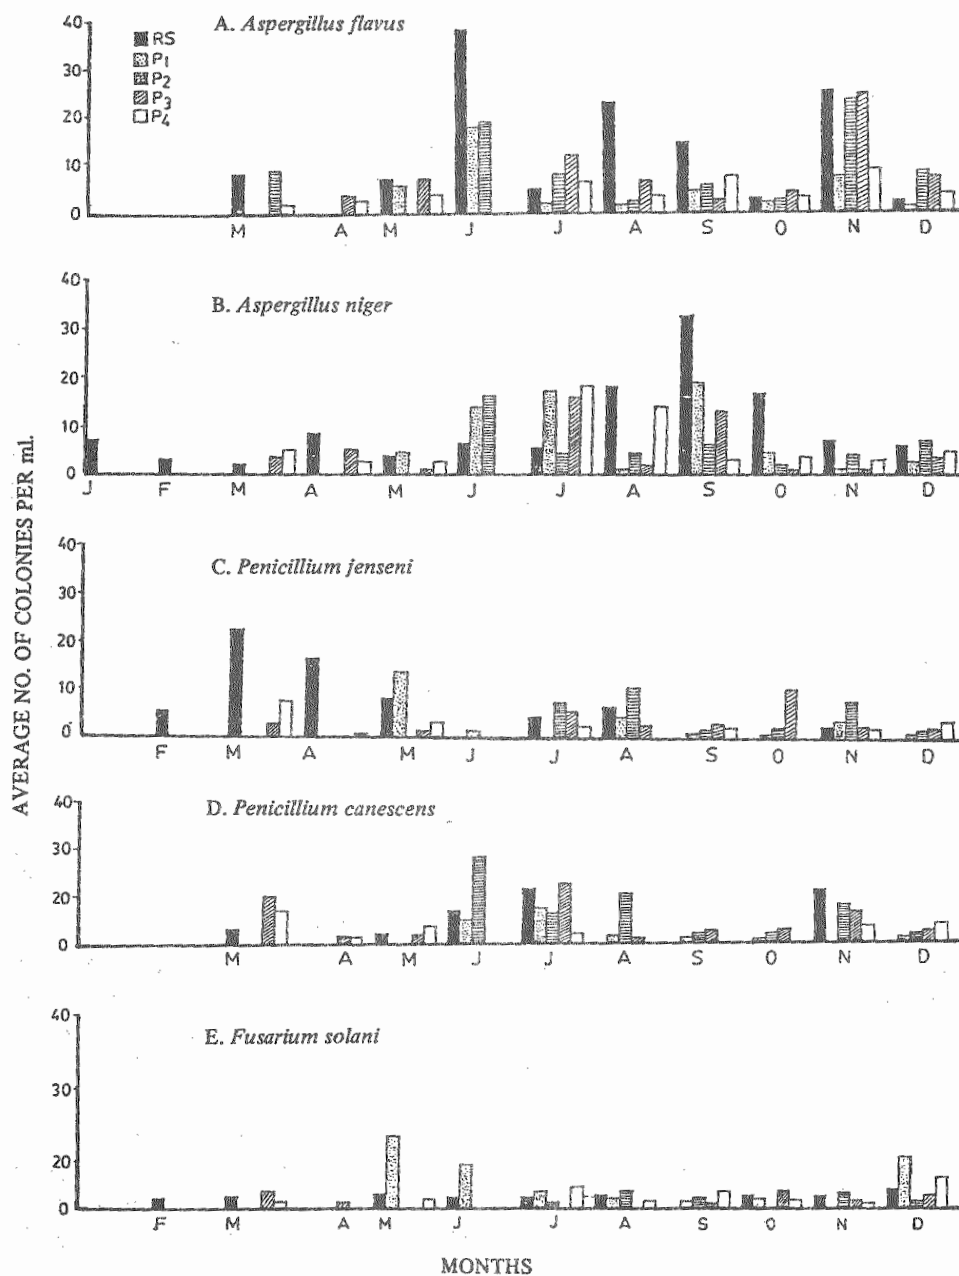 A. Aspergillus flavus
RS
P1
P2
P3
P4
40
30
20
10
0
M A M J J A S O N D
B. Aspergillus niger
40
30
20
10
0
J F M A M J J A S O N D
C. Penicillium jenseni
40
30
20
10
0
F M A M J J A S O N D
D. Penicillium canescens
40
30
20
0
M A M J J A S O N D
E. Fusarium solani
40
30
20
0
F M A M J J A S O N D
AVERAGE NO. OF COLONIES PER ml.
MONTHS